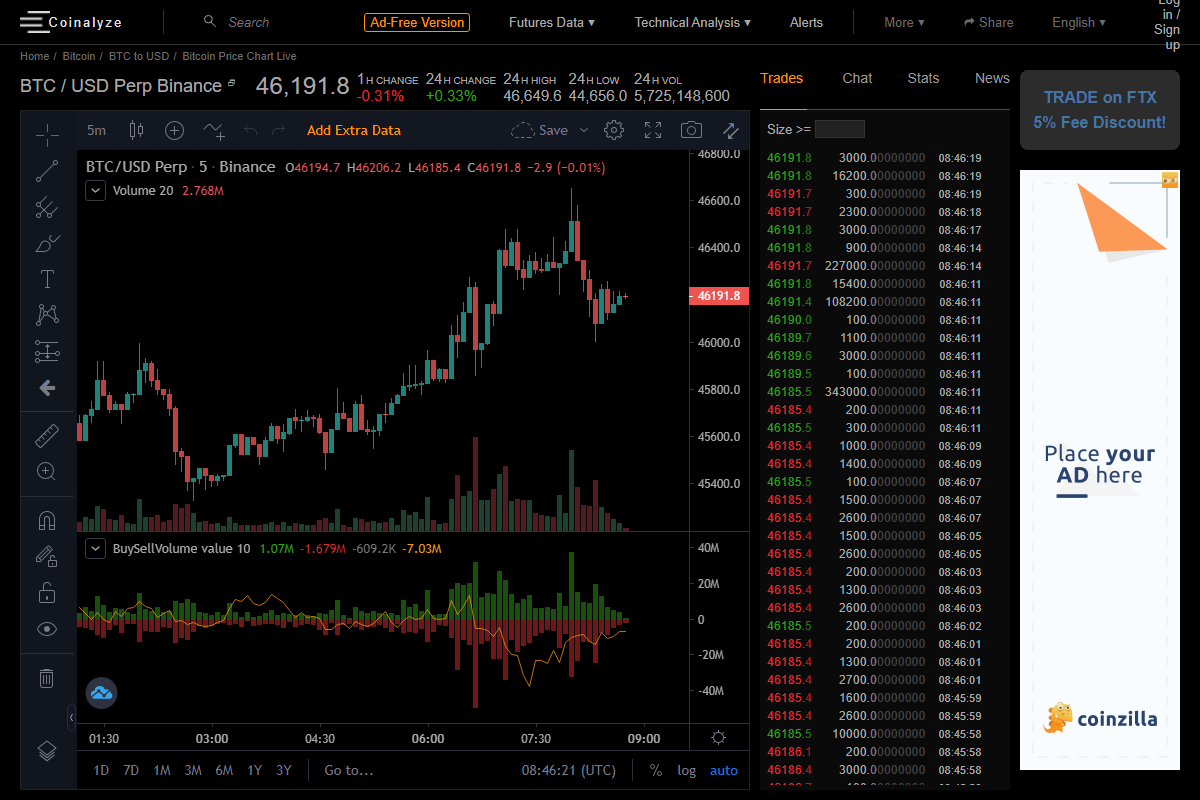 Coinalyze
Search
Ad-Free Version
Futures Data ▾
Technical Analysis ▾
Alerts
More ▾
Share
English ▾
Log
in /
Sign
up
Home / Bitcoin / BTC to USD / Bitcoin Price Chart Live
BTC / USD Perp Binance
46,191.8
1H CHANGE
-0.31%
24H CHANGE
+0.33%
24H HIGH
46,649.6
24H LOW
44,656.0
24H VOL
5,725,148,600
5m
Add Extra Data
Save
BTC/USD Perp · 5 · Binance O46194.7 H46206.2 L46185.4 C46191.8 −2.9 (−0.01%)
Volume 20 2.768M
46800.0
46600.0
46400.0
46191.8
46000.0
45800.0
45600.0
45400.0
BuySellVolume value 10 1.07M -1.679M -609.2K -7.03M
40M
20M
0
-20M
-40M
01:30 03:00 04:30 06:00 07:30 09:00
1D 7D 1M 3M 6M 1Y 3Y Go to... 08:46:21 (UTC) % log auto
Trades Chat Stats News
Size >=
46191.8 3000.00000000 08:46:19
46191.8 16200.00000000 08:46:19
46191.7 300.00000000 08:46:19
46191.7 2300.00000000 08:46:18
46191.8 3000.00000000 08:46:17
46191.8 900.00000000 08:46:14
46191.7 227000.00000000 08:46:14
46191.8 15400.00000000 08:46:11
46191.4 108200.00000000 08:46:11
46190.0 100.00000000 08:46:11
46189.7 1100.00000000 08:46:11
46189.6 3000.00000000 08:46:11
46189.5 100.00000000 08:46:11
46185.5 343000.00000000 08:46:11
46185.4 200.00000000 08:46:11
46185.5 300.00000000 08:46:11
46185.4 1000.00000000 08:46:09
46185.4 1400.00000000 08:46:09
46185.5 100.00000000 08:46:07
46185.4 1500.00000000 08:46:07
46185.4 2600.00000000 08:46:07
46185.4 1500.00000000 08:46:05
46185.4 2600.00000000 08:46:05
46185.4 200.00000000 08:46:03
46185.4 1300.00000000 08:46:03
46185.4 2600.00000000 08:46:03
46185.5 200.00000000 08:46:02
46185.4 200.00000000 08:46:01
46185.4 1300.00000000 08:46:01
46185.4 2700.00000000 08:46:01
46185.4 1600.00000000 08:45:59
46185.4 2600.00000000 08:45:59
46185.5 10000.00000000 08:45:58
46186.1 200.00000000 08:45:58
46186.4 3000.00000000 08:45:58
TRADE on FTX
5% Fee Discount!
Place your
AD here
coinzilla